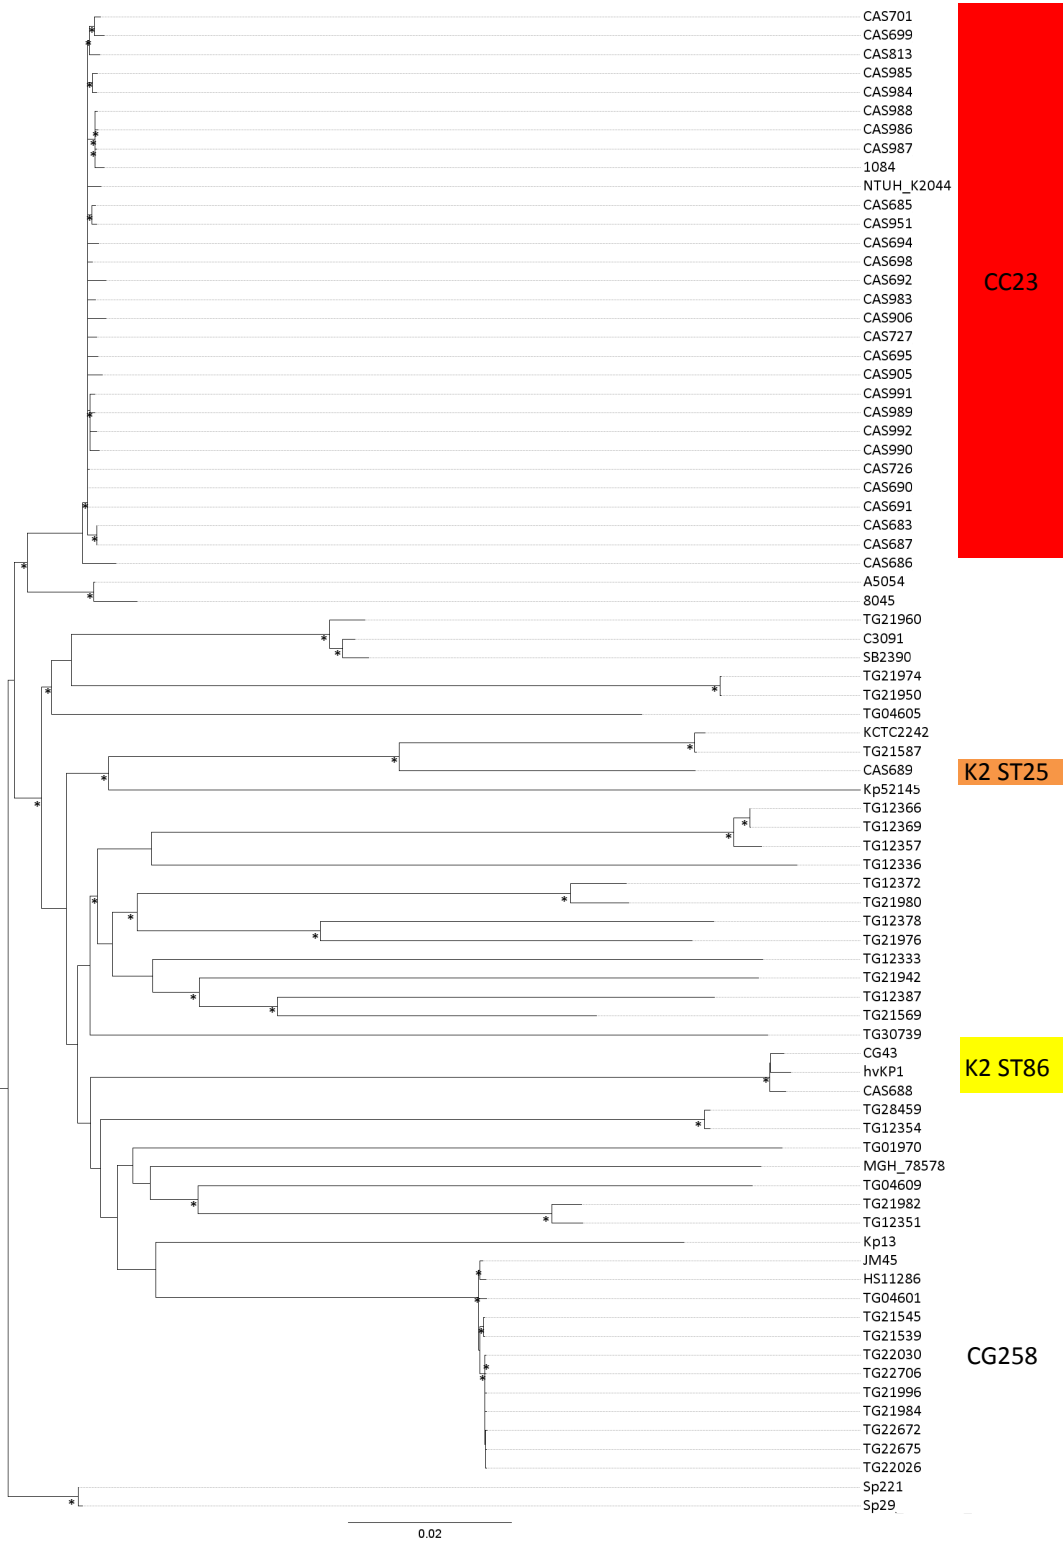 CAS701
CAS699
CAS813
CAS985
CAS984
CAS988
CAS986
CAS987
1084
NTUH_K2044
CAS685
CAS951
CAS694
CAS698
CAS692
CC23
CAS983
CAS906
CAS727
CAS695
CAS905
CAS991
CAS989
CAS992
CAS990
CAS726
CAS690
CAS691
CAS683
CAS687
CAS686
A5054
8045
TG21960
C3091
SB2390
TG21974
TG21950
TG04605
KCTC2242
TG21587
CAS689
K2 ST25
Kp52145
TG12366
TG12369
TG12357
TG12336
TG12372
TG21980
TG12378
TG21976
TG12333
TG21942
TG12387
TG21569
TG30739
CG43
hvKP1
K2 ST86
CAS688
TG28459
TG12354
TG01970
MGH_78578
TG04609
TG21982
TG12351
Kp13
JM45
HS11286
TG04601
TG21545
TG21539
TG22030
CG258
TG22706
TG21996
TG21984
TG22672
TG22675
TG22026
Sp221
Sp29
0.02